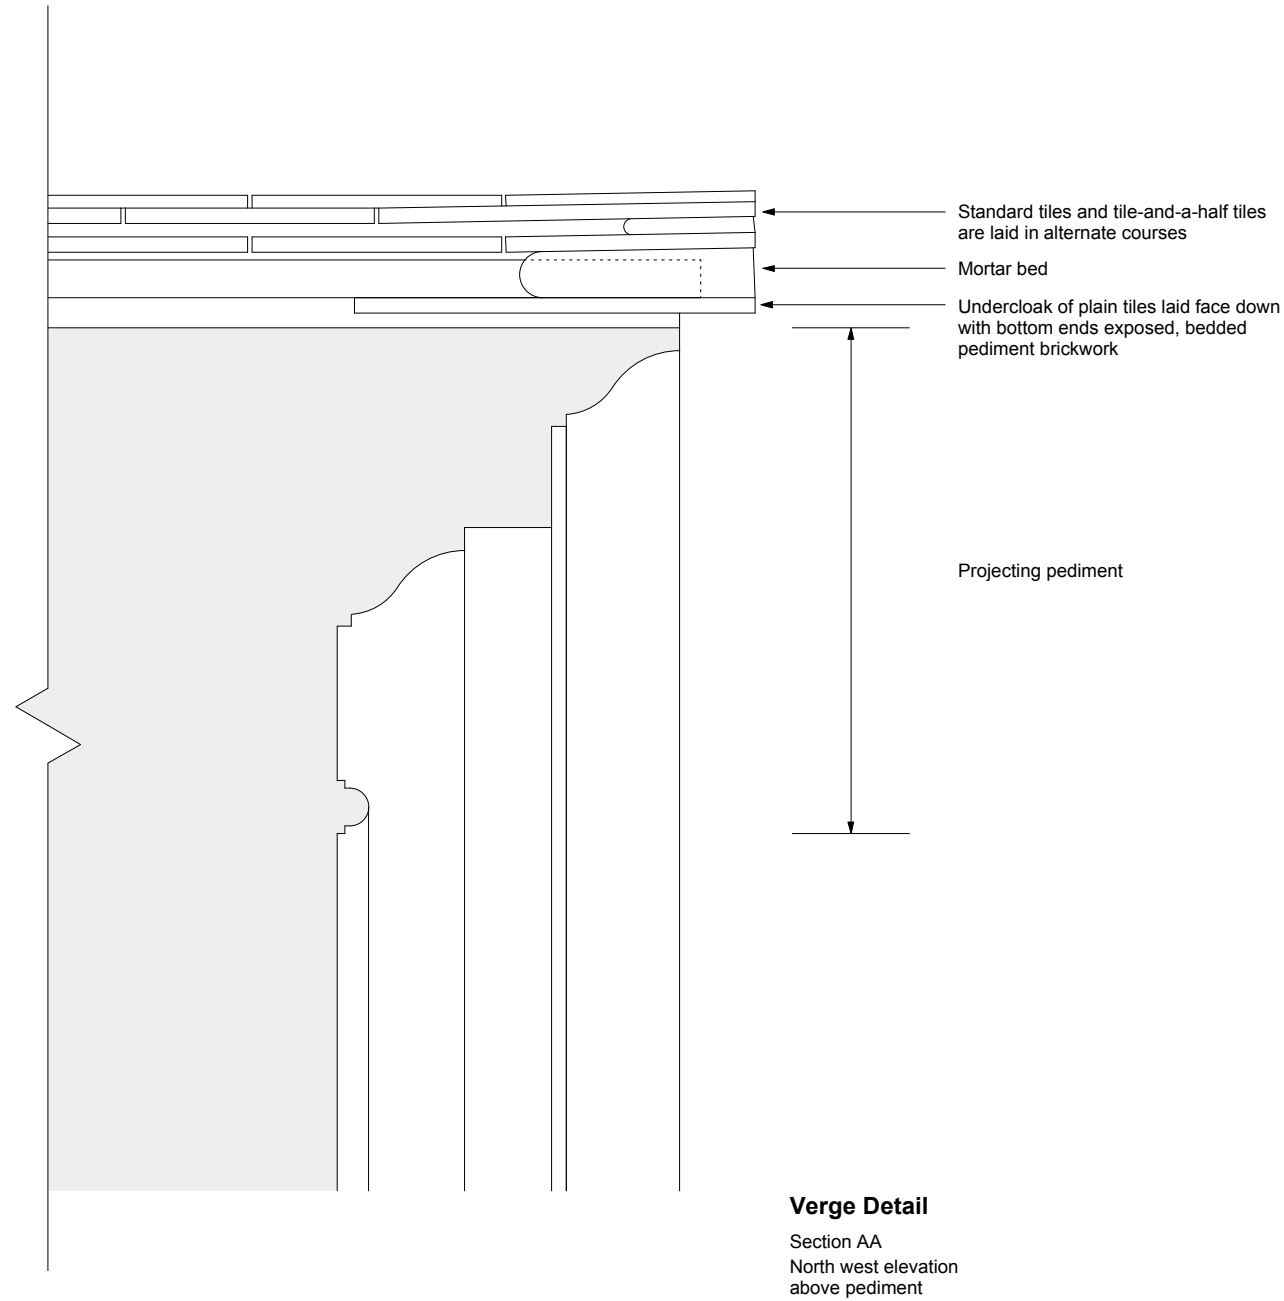 Standard tiles and tile-and-a-half tiles
are laid in alternate courses
Mortar bed
Undercloak of plain tiles laid face down
with bottom ends exposed, bedded
pediment brickwork
Projecting pediment
Verge Detail
Section AA
North west elevation
above pediment